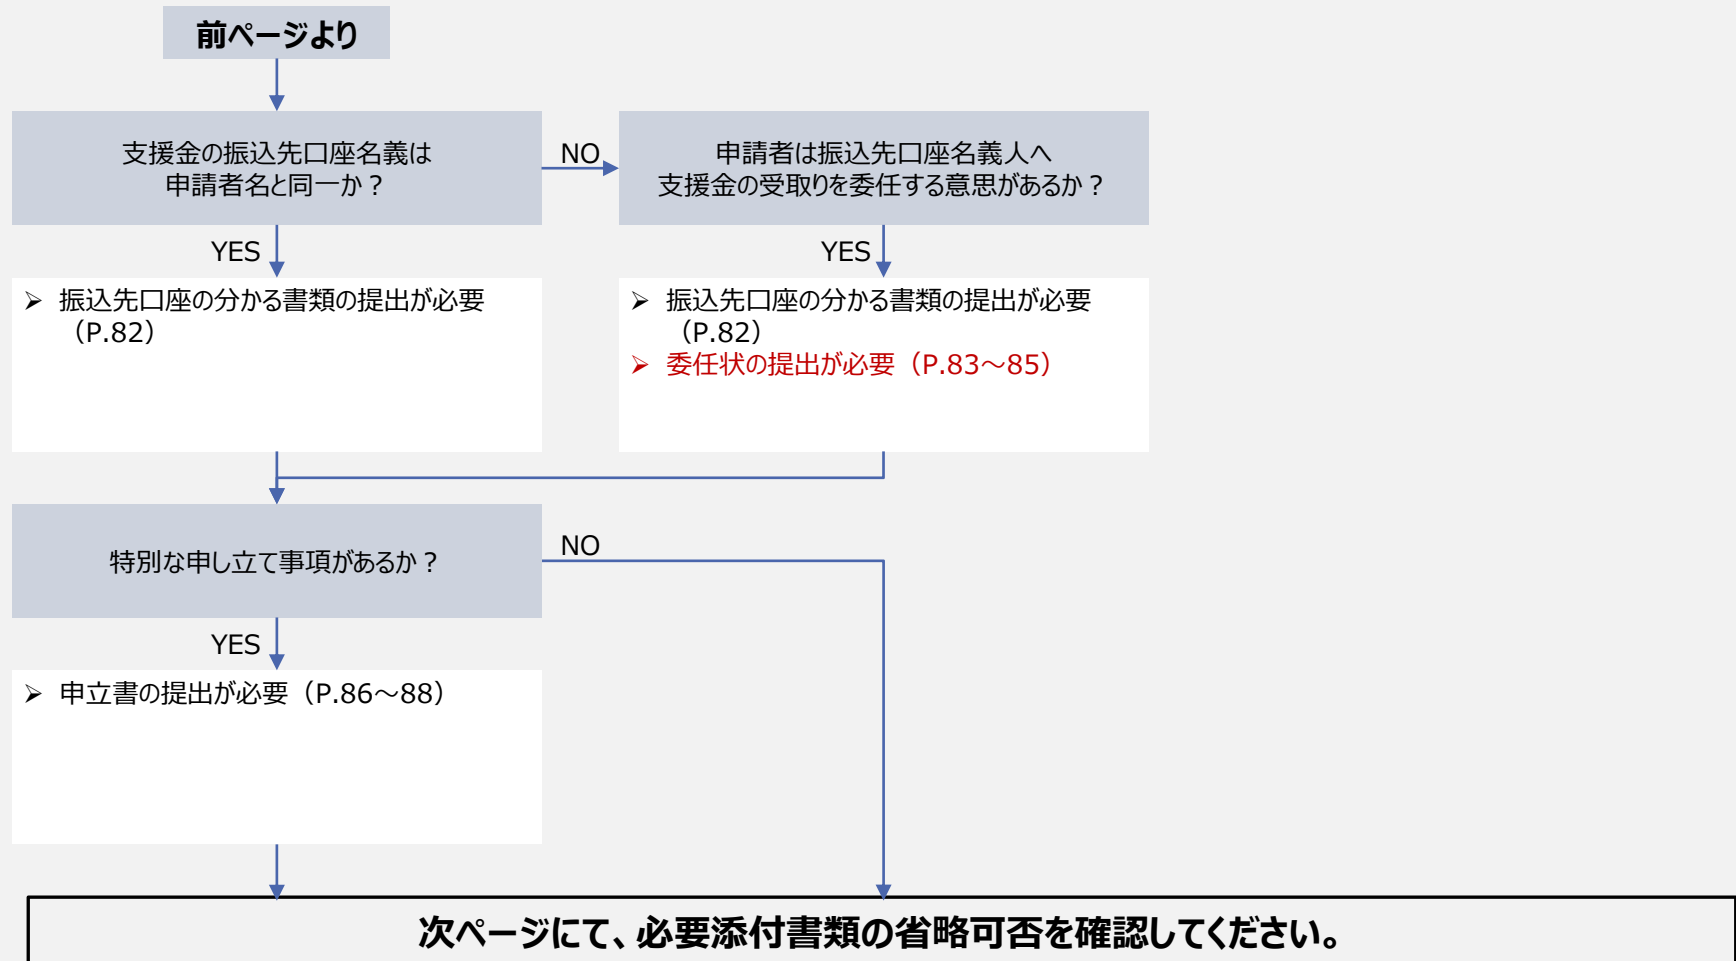 前ページより
支援金の振込先口座名義は
申請者名と同一か？
NO
申請者は振込先口座名義人へ
支援金の受取りを委任する意思があるか？
YES
YES
➢ 振込先口座の分かる書類の提出が必要
（P.82）
➢ 振込先口座の分かる書類の提出が必要
（P.82）
➢ 委任状の提出が必要（P.83～85）
特別な申し立て事項があるか？
NO
YES
➢ 申立書の提出が必要（P.86～88）
次ページにて、必要添付書類の省略可否を確認してください。